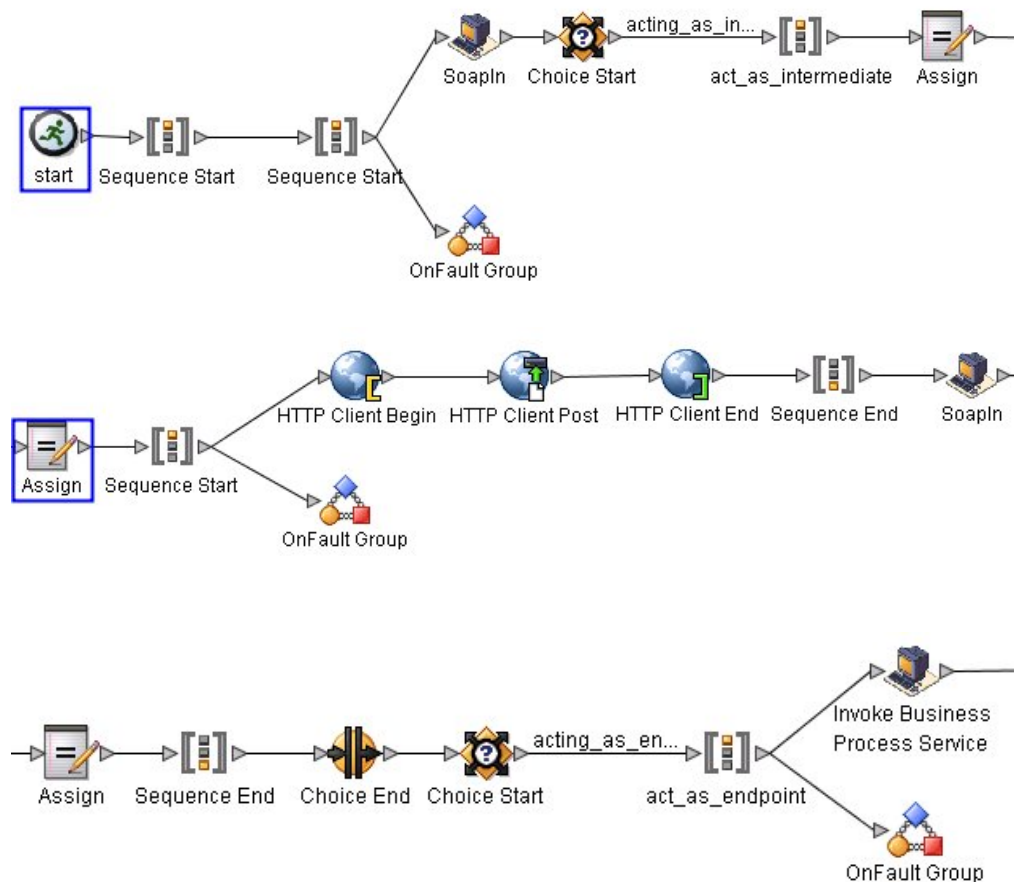 acting_as_in...
SoapIn
Choice Start
act_as_intermediate
Assign
start
Sequence Start
Sequence Start
OnFault Group
HTTP Client Begin
HTTP Client Post
HTTP Client End
Sequence End
SoapIn
Assign
Sequence Start
OnFault Group
Invoke Business
Process Service
acting_as_en...
Assign
Sequence End
Choice End
Choice Start
act_as_endpoint
OnFault Group